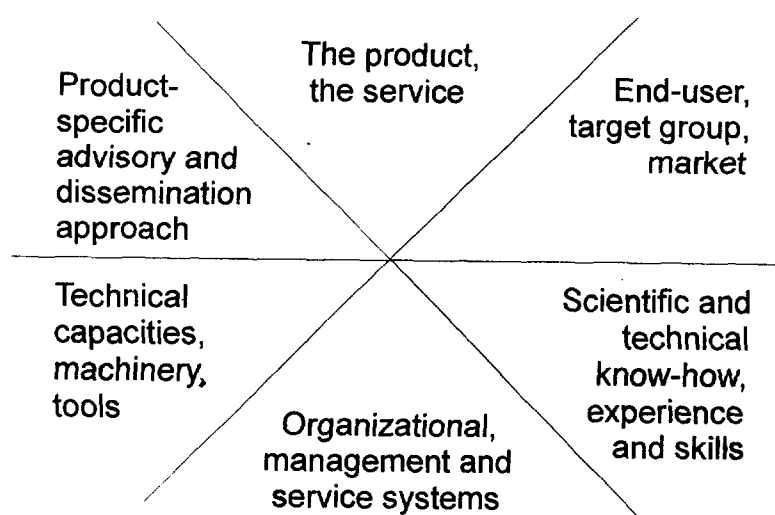 The product,
the service
End-user,
target group,
market
Scientific and
technical
know-how,
experience
and skills
Organizational,
management and
service systems
Technical
capacities,
machinery,
tools
Product-
specific
advisory and
dissemination
approach